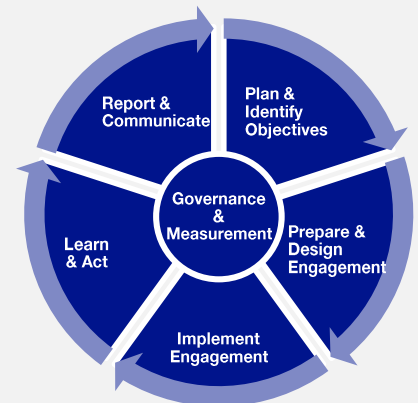 Report &
Communicate
Plan &
Identify
Objectives
Governance
&
Measurement
Prepare &
Design
Engagement
Learn
& Act
Implement
Engagement